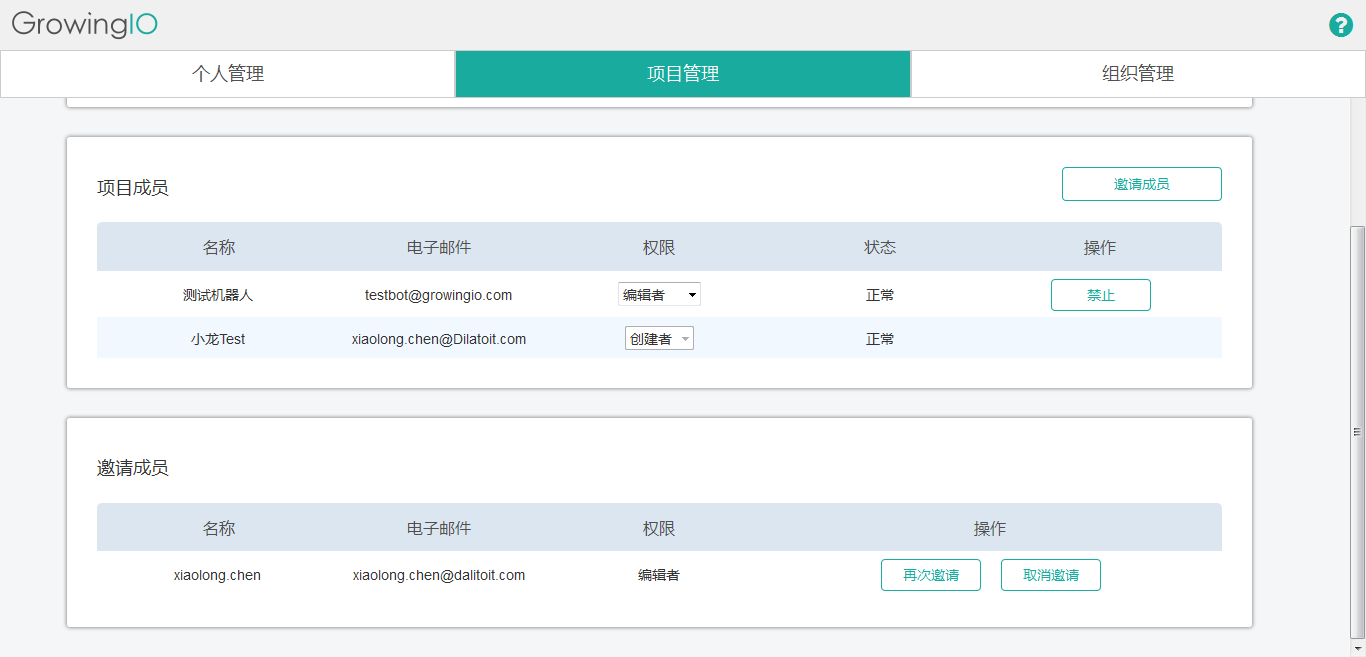 GrowingIO
?
个人管理 项目管理 组织管理
项目成员 邀请成员
名称 电子邮件 权限 状态 操作
测试机器人 testbot@growingio.com 编辑者 正常 禁止
小龙Test xiaolong.chen@Dilatoit.com 创建者 正常
邀请成员
名称 电子邮件 权限 操作
xiaolong.chen xiaolong.chen@dalitoit.com 编辑者 再次邀请 取消邀请